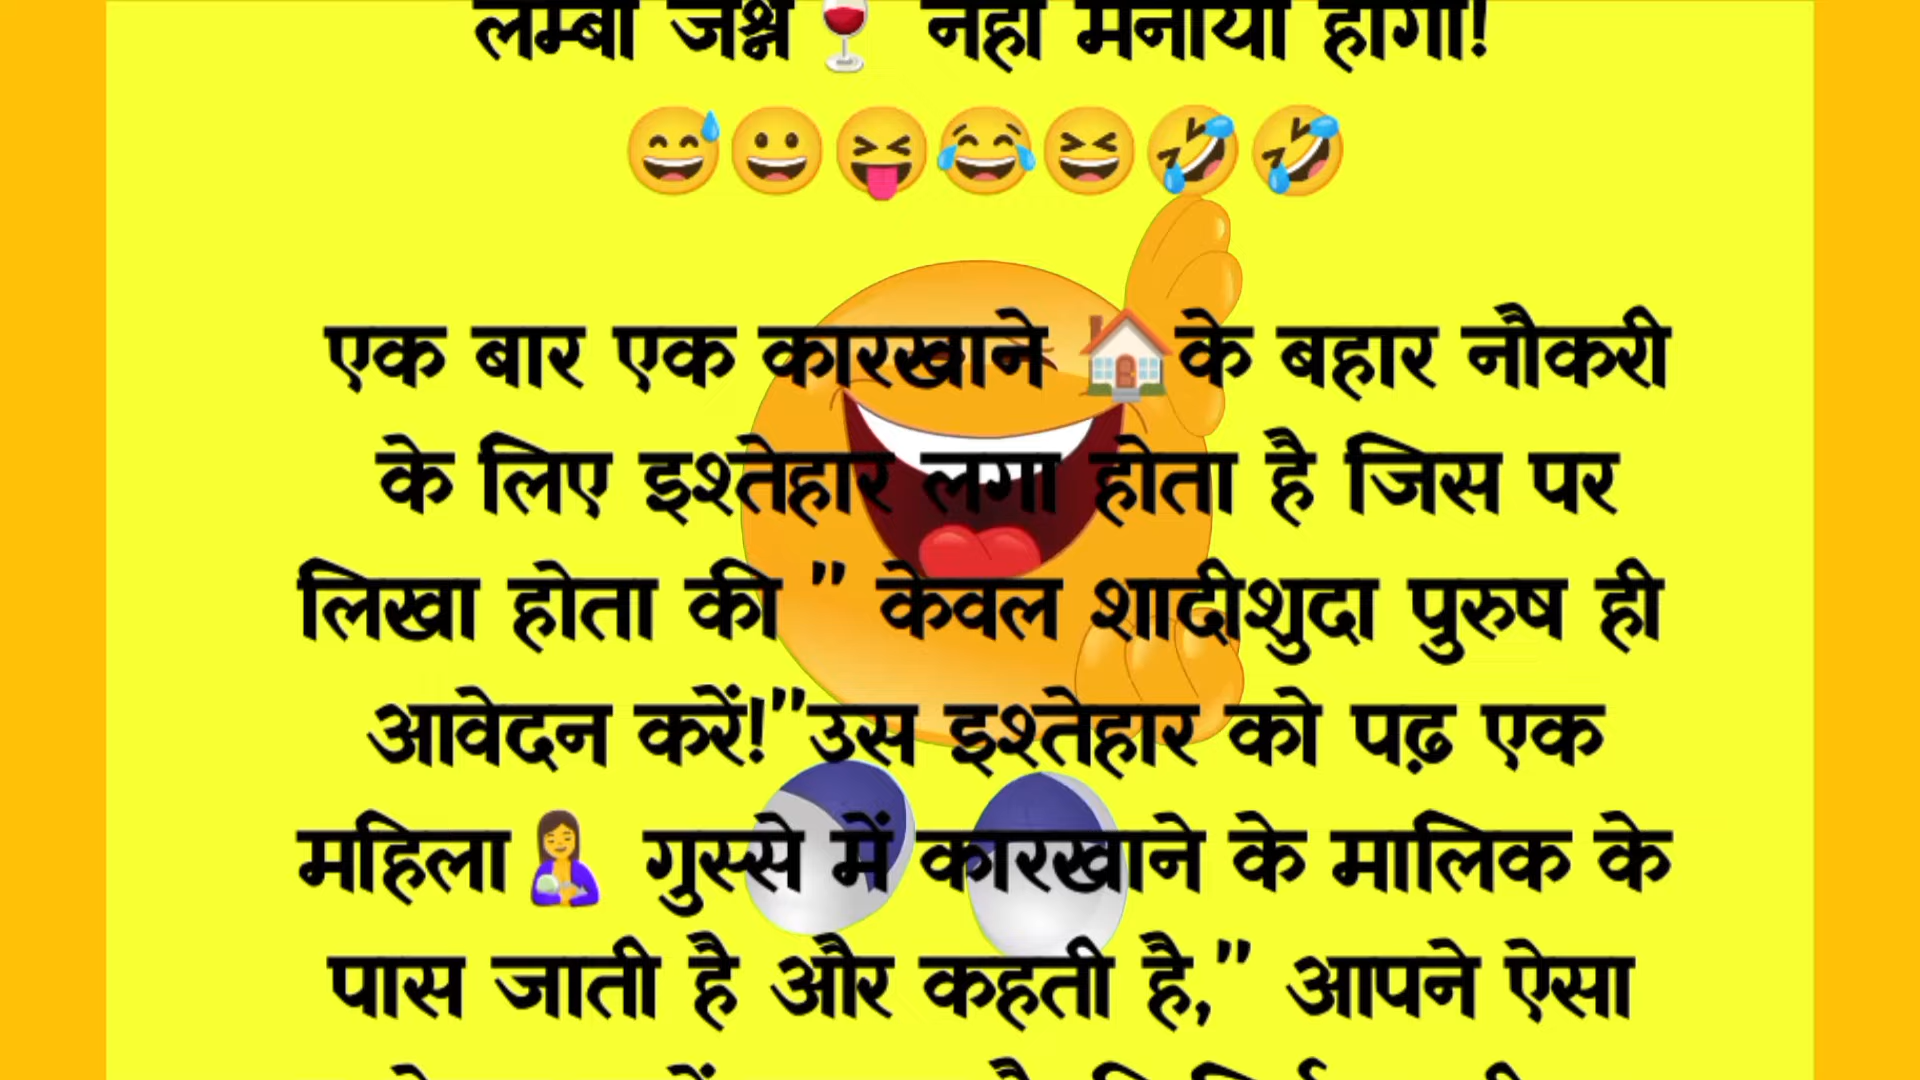 लम्बा जश्न🍷 नहीं मनाया होगा!
😅😀😝😂😆🤣🤣
एक बार एक कारखाने 🏠के बहार नौकरी
के लिए इश्तेहार लगा होता है जिस पर
लिखा होता की " केवल शादीशुदा पुरुष ही
आवेदन करें!"उस इश्तेहार को पढ़ एक
महिला👩‍🍼 गुस्से में कारखाने के मालिक के
पास जाती है और कहती है," आपने ऐसा